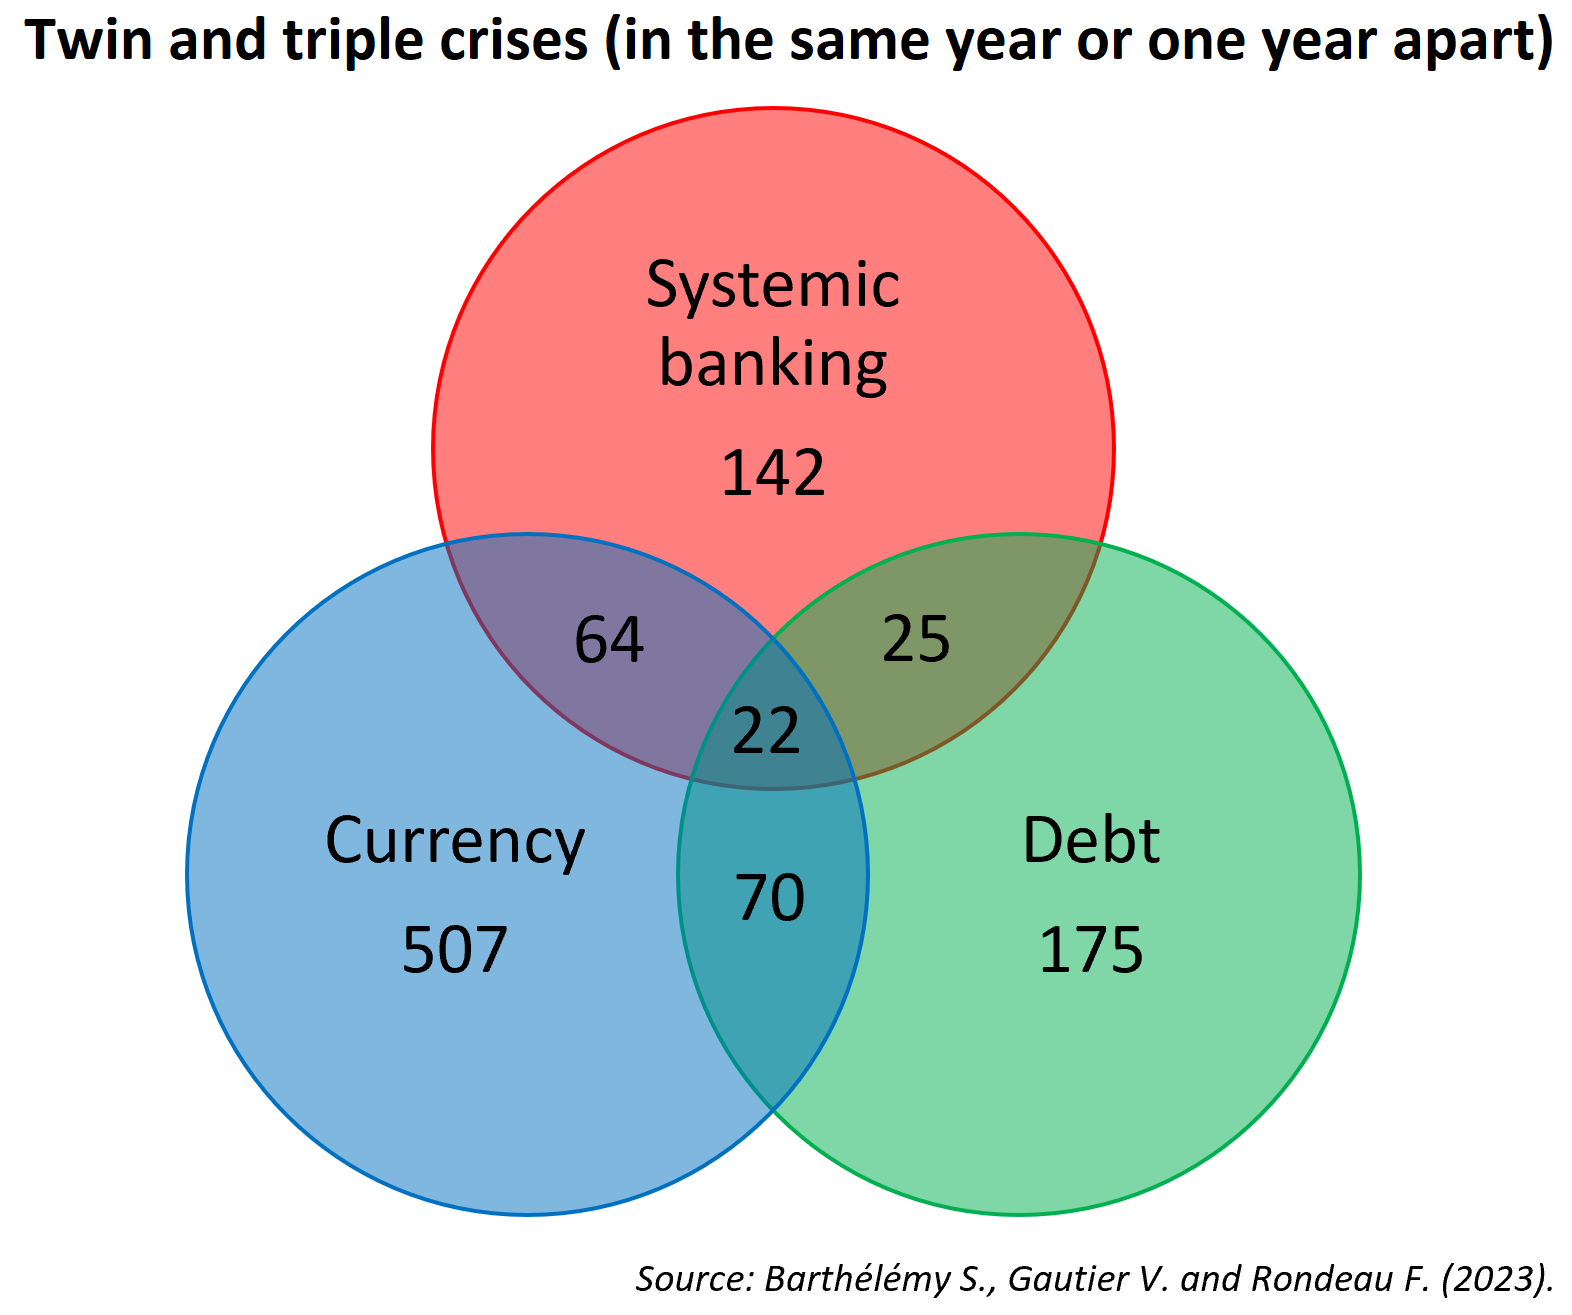 Twin and triple crises (in the same year or one year apart)
Systemic
banking
142
64
25
22
Currency
507
70
Debt
175
Source: Barthélémy S., Gautier V. and Rondeau F. (2023).